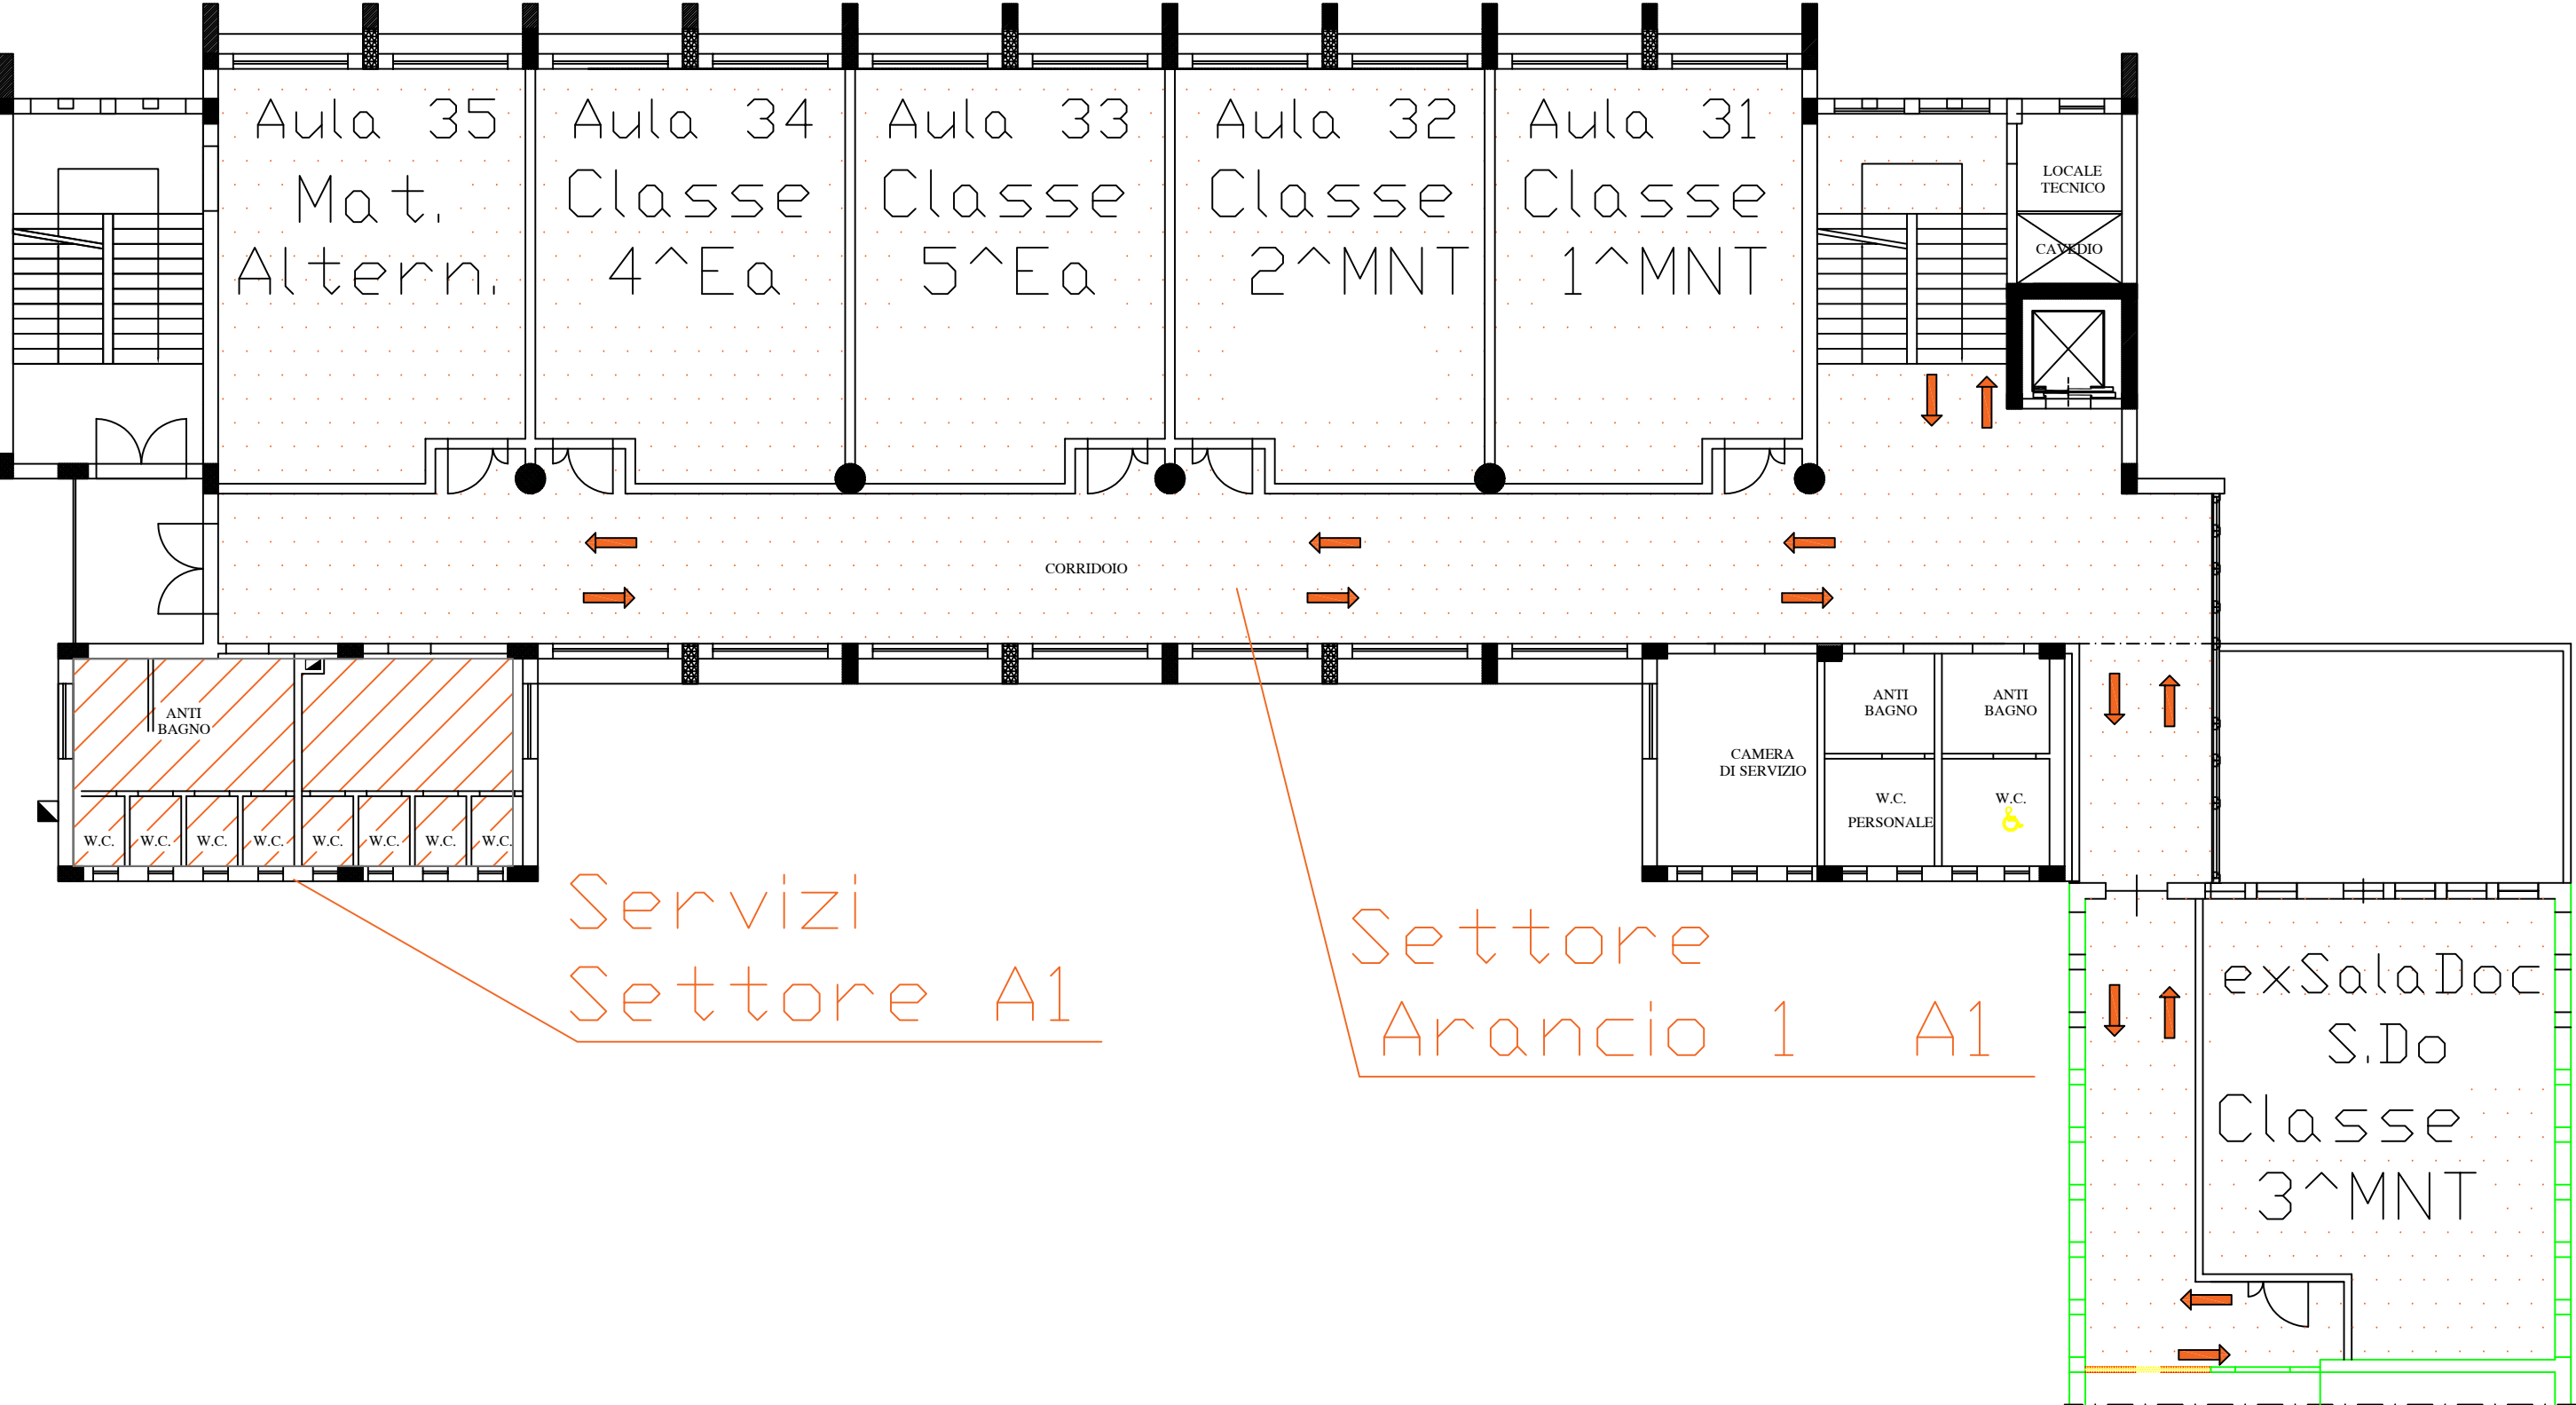 Aula 35
Mat.
Altern.
Aula 34
Classe
4^Ea
Aula 33
Classe
5^Ea
Aula 32
Classe
2^MNT
Aula 31
Classe
1^MNT
LOCALE
TECNICO
CAVEDIO
CORRIDOIO
ANTI
BAGNO
W.C.
W.C.
W.C.
W.C.
W.C.
W.C.
W.C.
W.C.
CAMERA
DI SERVIZIO
ANTI
BAGNO
ANTI
BAGNO
W.C.
PERSONALE
W.C.
Servizi
Settore A1
Settore
Arancio 1 A1
exSalaDoc
S.Do
Classe
3^MNT